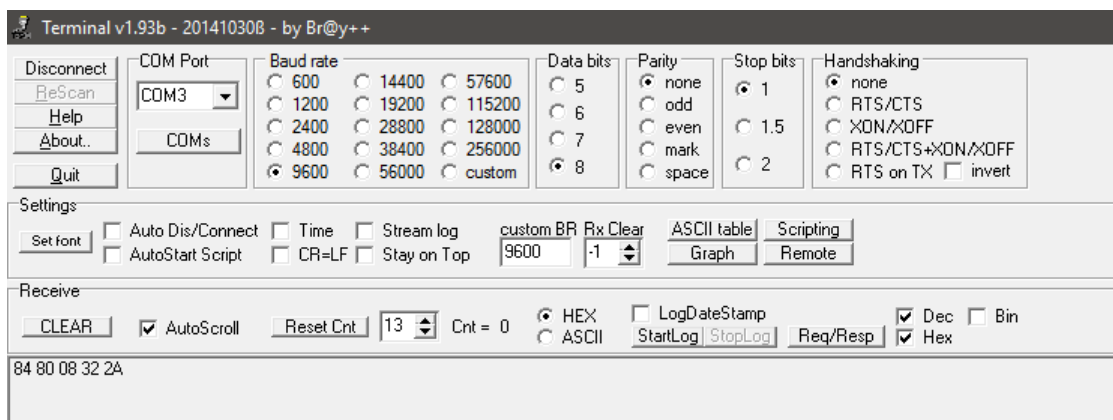 Terminal v1.93b - 20141030ß - by Br@y++
Disconnect
ReScan
Help
About..
Quit
COM Port
COM3
COMs
Baud rate
600 14400 57600
1200 19200 115200
2400 28800 128000
4800 38400 256000
9600 56000 custom
Data bits
5
6
7
8
Parity
none
odd
even
mark
space
Stop bits
1
1.5
2
Handshaking
none
RTS/CTS
XON/XOFF
RTS/CTS+XON/XOFF
RTS on TX invert
Settings
Set font
Auto Dis/Connect Time Stream log
AutoStart Script CR=LF Stay on Top
custom BR Rx Clear
9600 -1
ASCII table Scripting
Graph Remote
Receive
CLEAR AutoScroll Reset Cnt 13 Cnt = 0
HEX
ASCII
LogDateStamp
StartLog StopLog Req/Resp
Dec Bin
Hex
84 80 08 32 2A